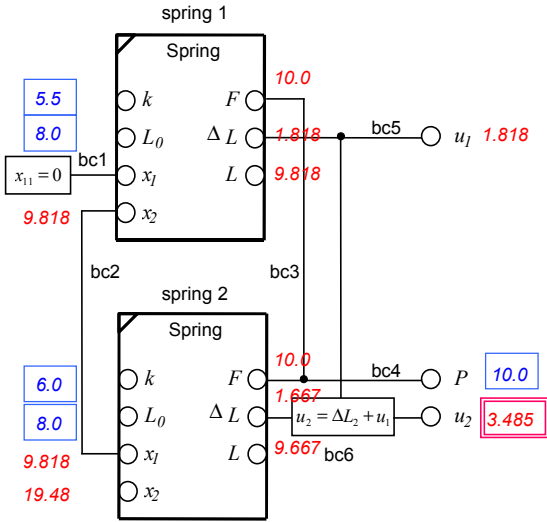 spring 1
Spring
5.5 k F 10.0
8.0 L₀ Δ L 1.818 bc5 u₁ 1.818
x₁₁ = 0 bc1 x₁ L 9.818
9.818 x₂
bc2 bc3
spring 2
Spring
6.0 k F 10.0 bc4 P 10.0
8.0 L₀ Δ L 1.667 u₂ = ΔL₂ + u₁ u₂ 3.485
9.818 x₁ L 9.667 bc6
19.48 x₂